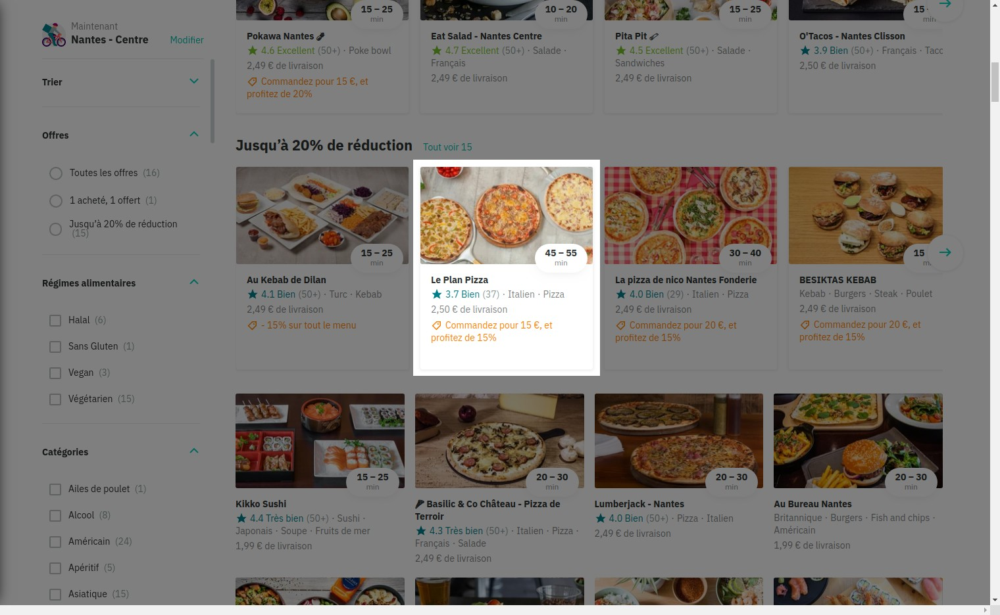 15 – 25
min
10 – 20
min
15 – 25
min
15
min
Maintenant
Nantes - Centre
Modifier
Pokawa Nantes
4.6 Excellent (50+) · Poke bowl
2,49 € de livraison
Commandez pour 15 €, et
profitez de 20%
Eat Salad - Nantes Centre
4.7 Excellent (50+) · Salade ·
Français
2,49 € de livraison
Pita Pit
4.5 Excellent (50+) · Salade ·
Sandwiches
2,49 € de livraison
O'Tacos - Nantes Clisson
3.9 Bien (50+) · Français · Taco
2,50 € de livraison
Trier
Offres
Toutes les offres (16)
1 acheté, 1 offert (1)
Jusqu’à 20% de réduction
(15)
Régimes alimentaires
Halal (6)
Sans Gluten (1)
Vegan (3)
Végétarien (15)
Catégories
Ailes de poulet (1)
Alcool (8)
Américain (24)
Apéritif (5)
Asiatique (15)
Jusqu’à 20% de réduction Tout voir 15
15 – 25
min
Au Kebab de Dilan
4.1 Bien (50+) · Turc · Kebab
2,49 € de livraison
- 15% sur tout le menu
45 – 55
min
Le Plan Pizza
3.7 Bien (37) · Italien · Pizza
2,50 € de livraison
Commandez pour 15 €, et
profitez de 15%
30 – 40
min
La pizza de nico Nantes Fonderie
4.0 Bien (29) · Italien · Pizza
2,49 € de livraison
Commandez pour 20 €, et
profitez de 15%
15
BESIKTAS KEBAB
Kebab · Burgers · Steak · Poulet
2,49 € de livraison
Commandez pour 20 €, et
profitez de 15%
15 – 25
min
Kikko Sushi
4.4 Très bien (50+) · Sushi ·
Japonais · Soupe · Fruits de mer
1,99 € de livraison
20 – 30
min
Basilic & Co Château - Pizza de
Terroir
4.3 Très bien (50+) · Italien · Pizza ·
Français · Salade
2,49 € de livraison
20 – 30
min
Lumberjack - Nantes
4.0 Bien (50+) · Pizza · Italien
2,49 € de livraison
20 – 30
min
Au Bureau Nantes
Britannique · Burgers · Fish and chips ·
Américain
1,99 € de livraison